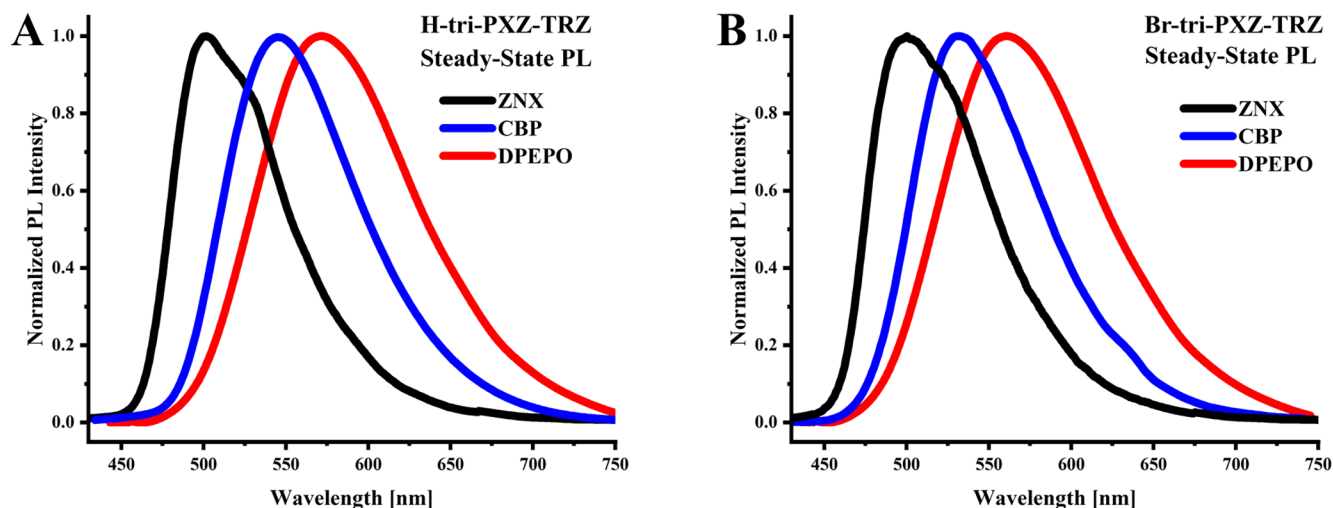 A
H-tri-PXZ-TRZ
Steady-State PL
ZNX
CBP
DPEPO
Normalized PL Intensity
1.0
0.8
0.6
0.4
0.2
0.0
450 500 550 600 650 700 750
Wavelength [nm]
B
Br-tri-PXZ-TRZ
Steady-State PL
ZNX
CBP
DPEPO
Normalized PL Intensity
1.0
0.8
0.6
0.4
0.2
0.0
450 500 550 600 650 700 750
Wavelength [nm]